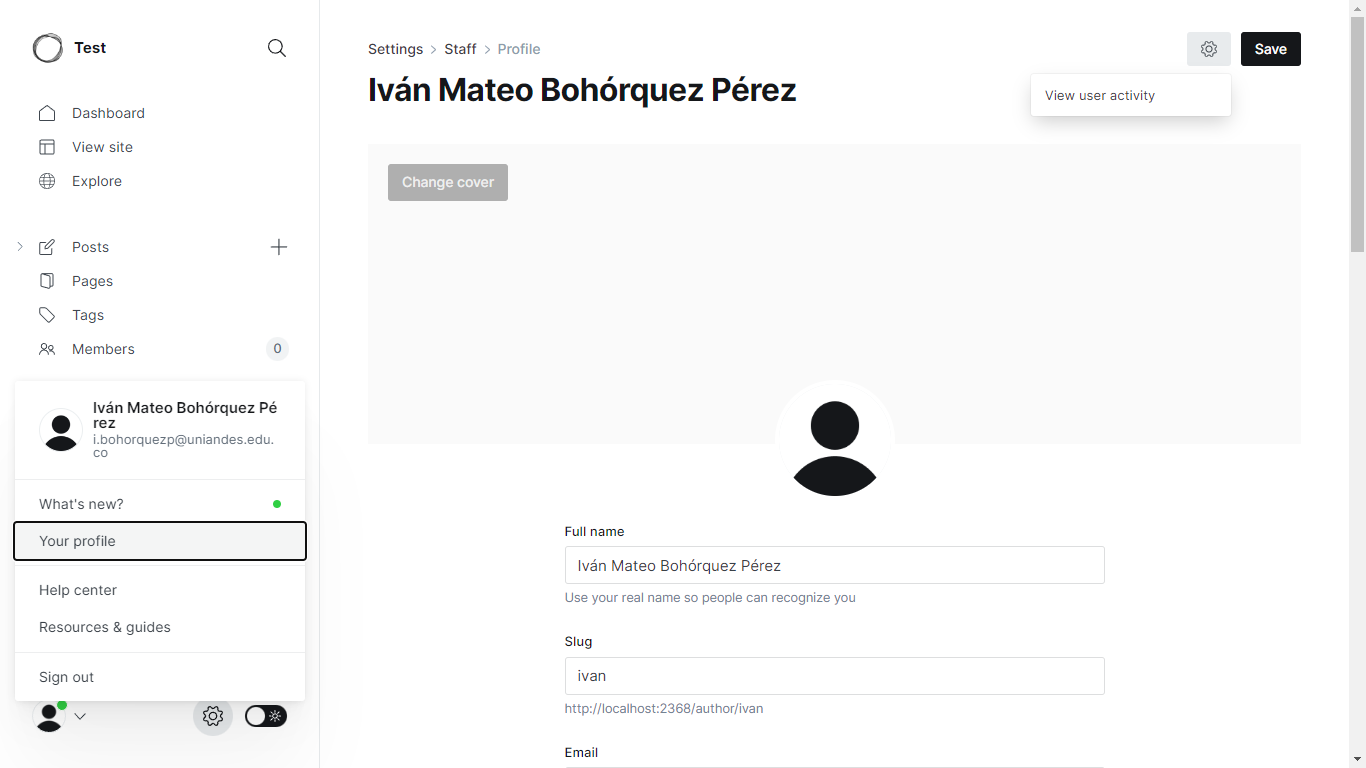 Test
Dashboard
View site
Explore
Posts
Pages
Tags
Members
0
Iván Mateo Bohórquez Pé
rez
i.bohorquezp@uniandes.edu.
co
What's new?
Your profile
Help center
Resources & guides
Sign out
Settings > Staff > Profile
Save
Iván Mateo Bohórquez Pérez
View user activity
Change cover
Full name
Iván Mateo Bohórquez Pérez
Use your real name so people can recognize you
Slug
ivan
http://localhost:2368/author/ivan
Email